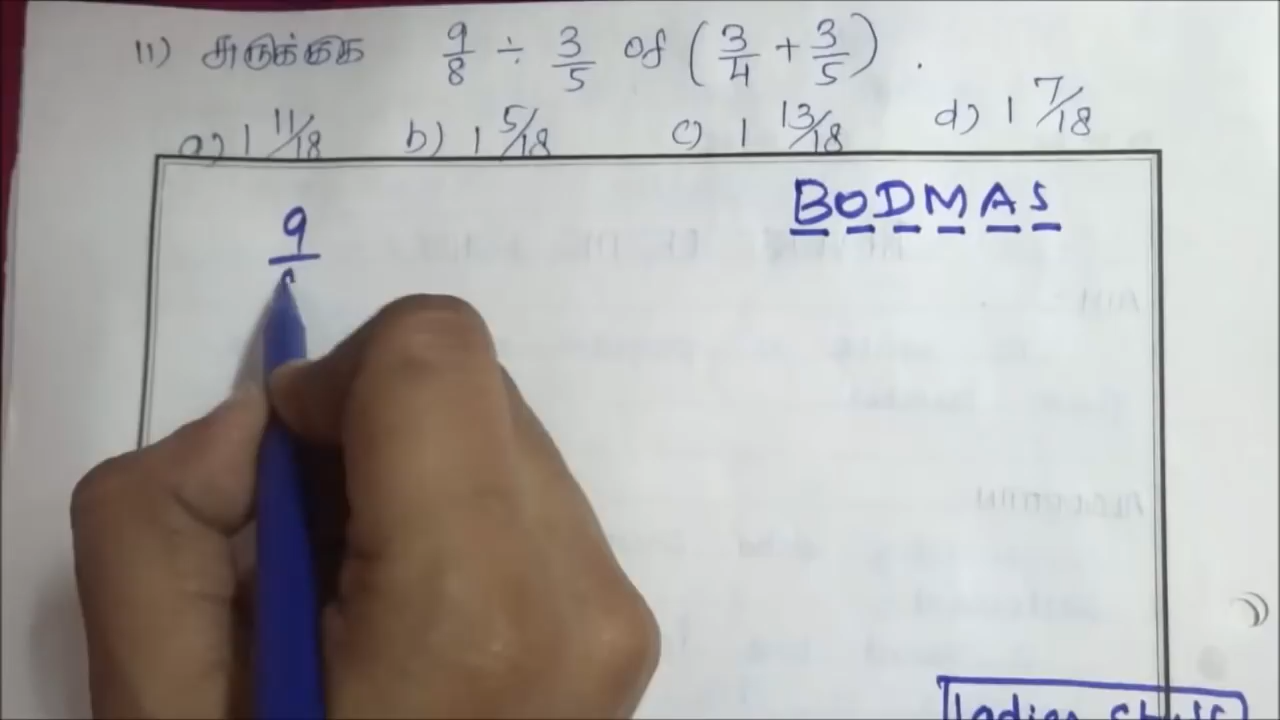 11) சுருக்குக 9/8 ÷ 3/5 of (3/4 + 3/5) .
a) 1 11/18 b) 1 5/18 c) 1 13/18 d) 1 7/18
BODMAS
9
Ladies